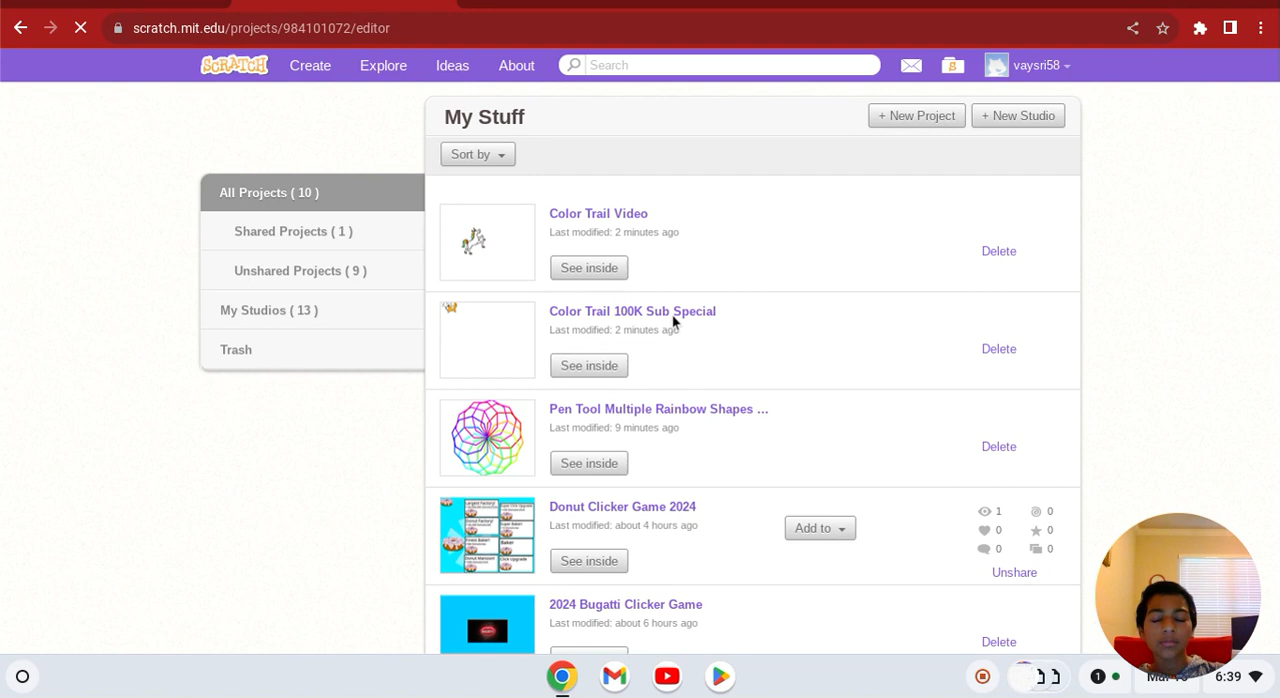 scratch.mit.edu/projects/984101072/editor
SCRATCH Create Explore Ideas About Search vaysri58
My Stuff + New Project + New Studio
Sort by
All Projects ( 10 )
Shared Projects ( 1 )
Unshared Projects ( 9 )
My Studios ( 13 )
Trash
Color Trail Video
Last modified: 2 minutes ago
Delete
See inside
Color Trail 100K Sub Special
Last modified: 2 minutes ago
Delete
See inside
Pen Tool Multiple Rainbow Shapes ...
Last modified: 9 minutes ago
Delete
See inside
Donut Clicker Game 2024
Last modified: about 4 hours ago
Add to
1 0
0 0
0 0
See inside
Unshare
2024 Bugatti Clicker Game
Last modified: about 6 hours ago
Delete
1
6:39